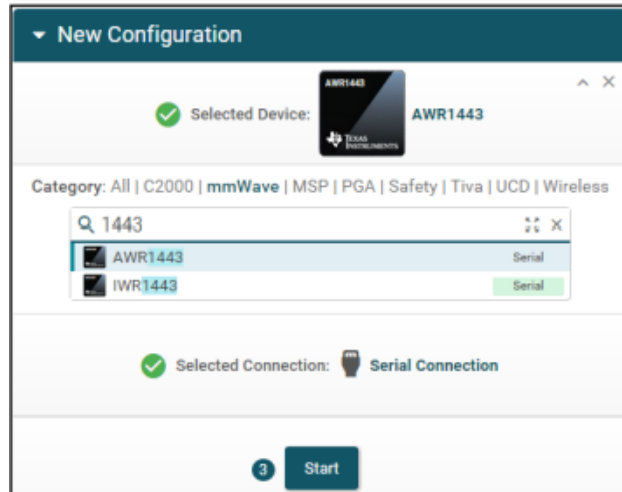 New Configuration
AWR1443
Selected Device:
TEXAS
INSTRUMENTS
AWR1443
Category: All | C2000 | mmWave | MSP | PGA | Safety | Tiva | UCD | Wireless
1443
AWR1443 Serial
IWR1443 Serial
Selected Connection: Serial Connection
3 Start